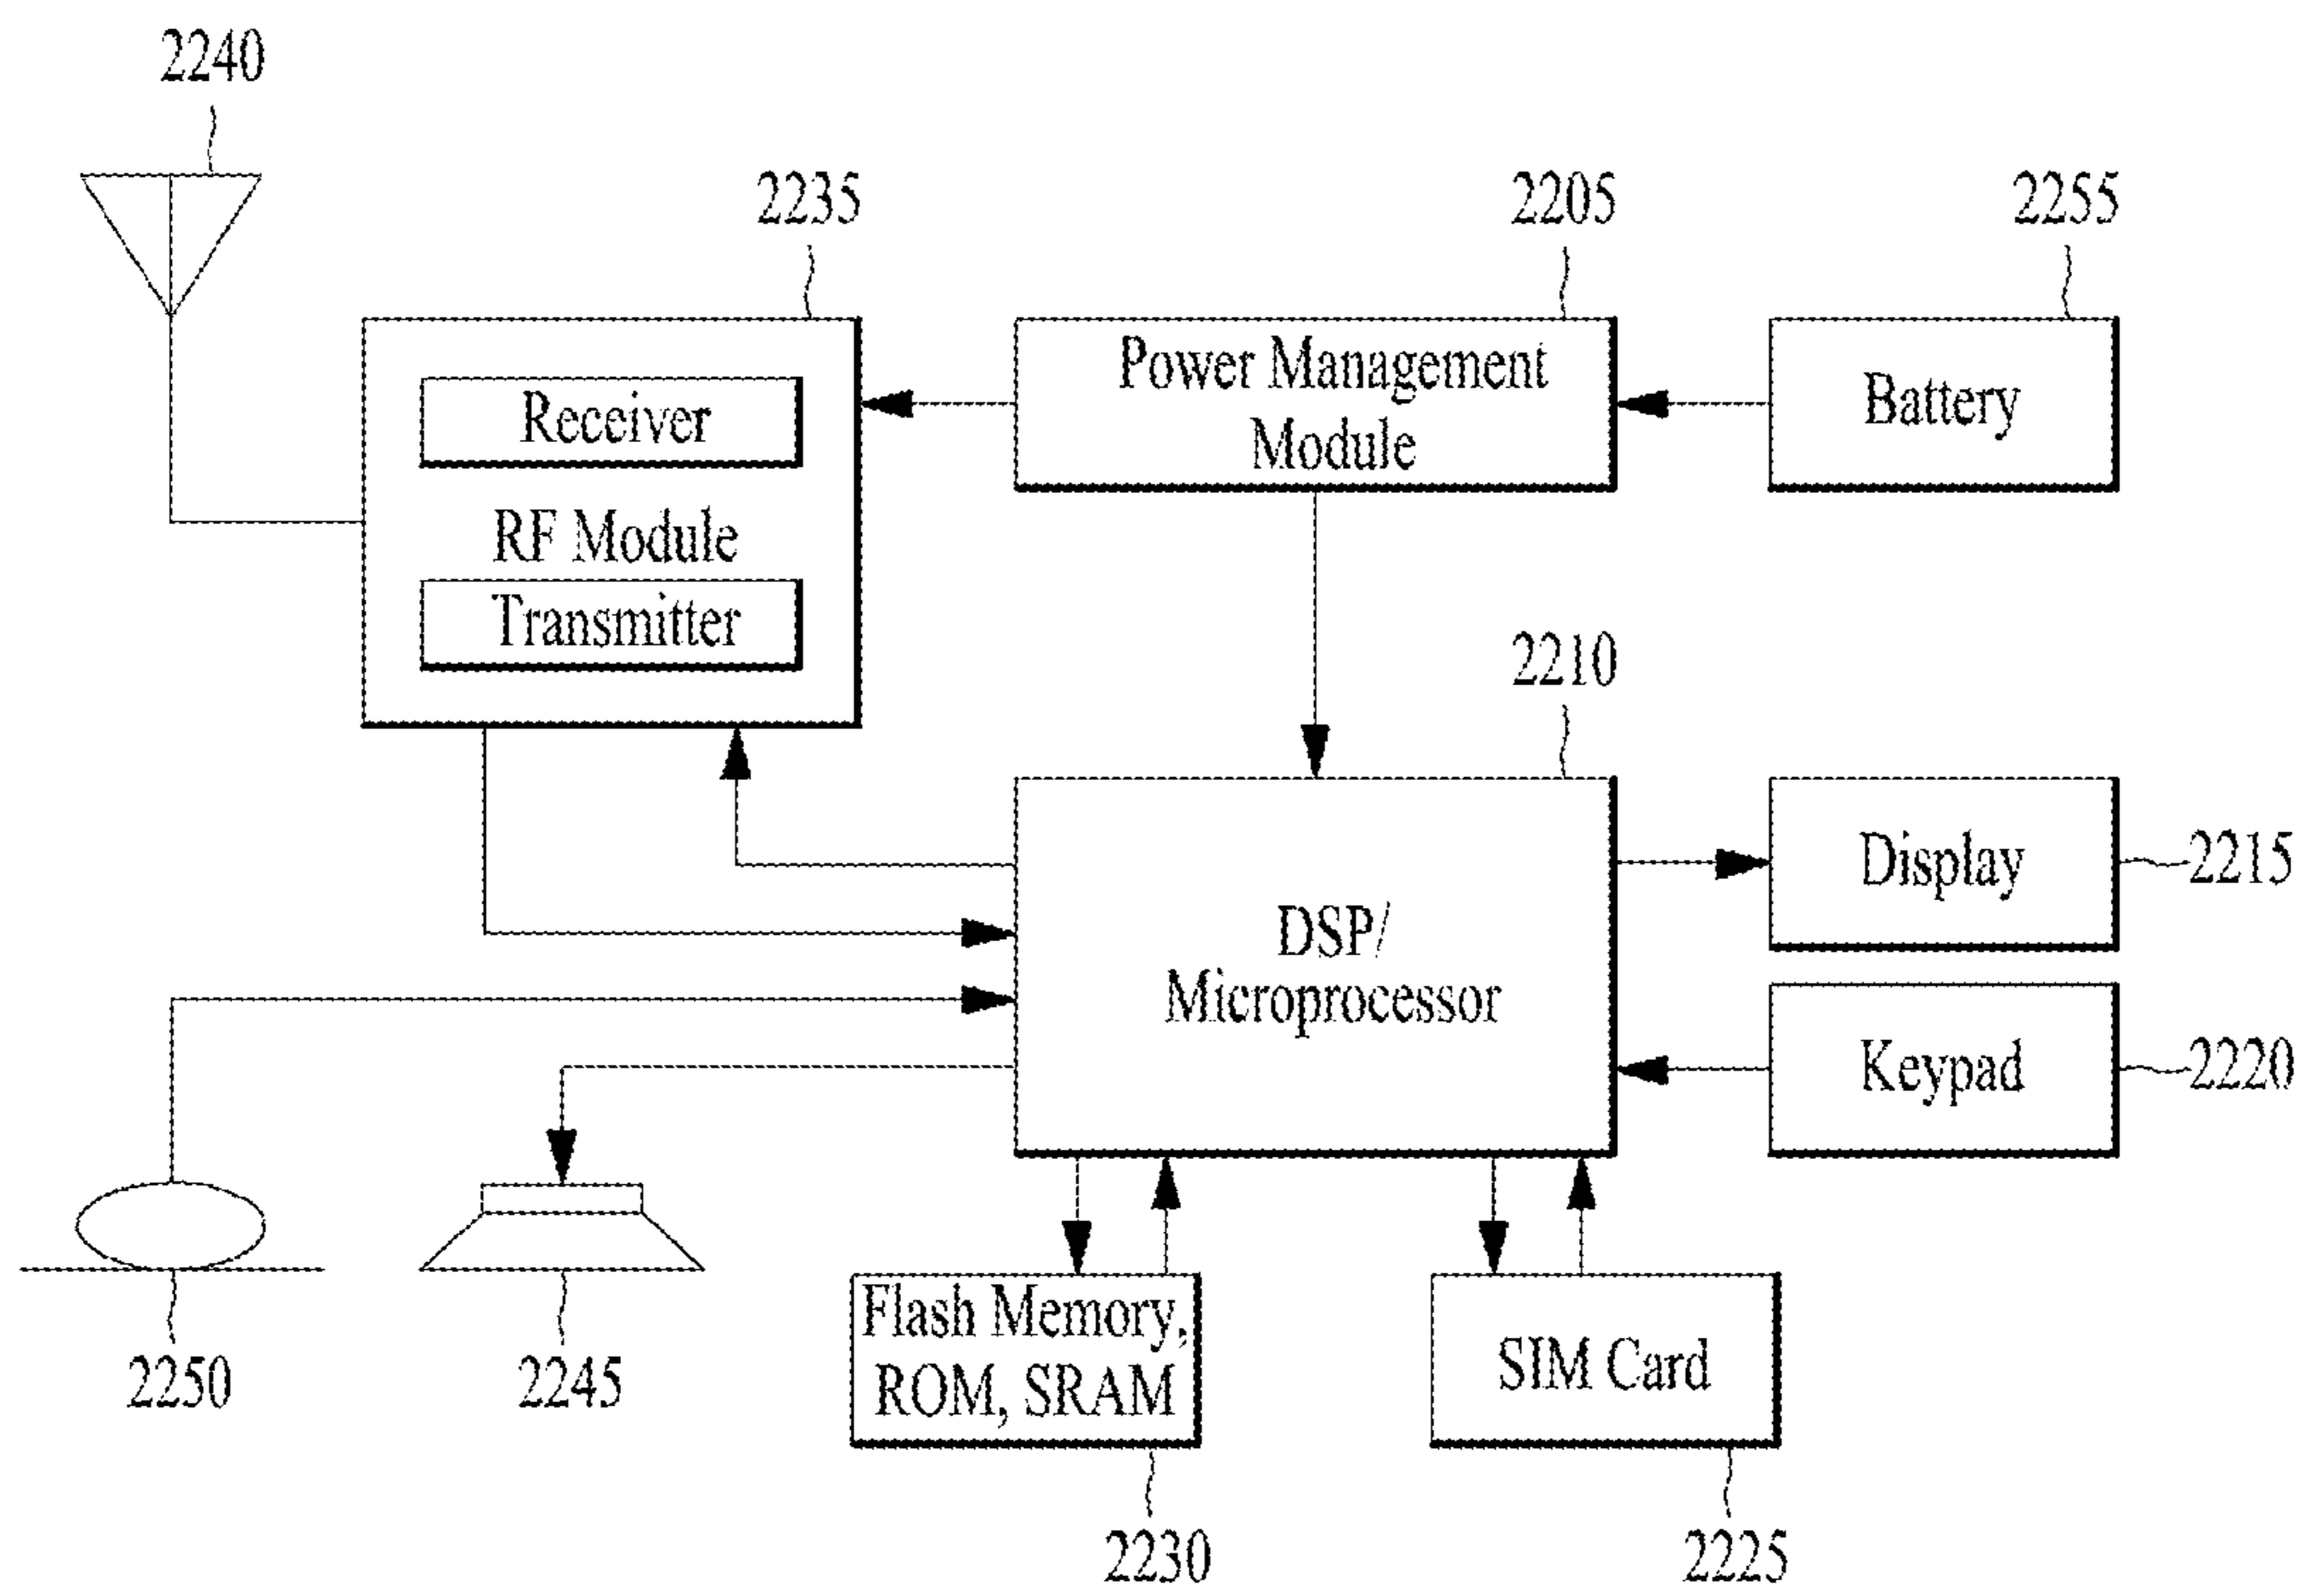 2240
2235
2205
2255
Receiver
RF Module
Transmitter
Power Management
Module
Battery
2210
DSP/
Microprocessor
Display
2215
Keypad
2220
2250
2245
Flash Memory,
ROM, SRAM
SIM Card
2230
2225